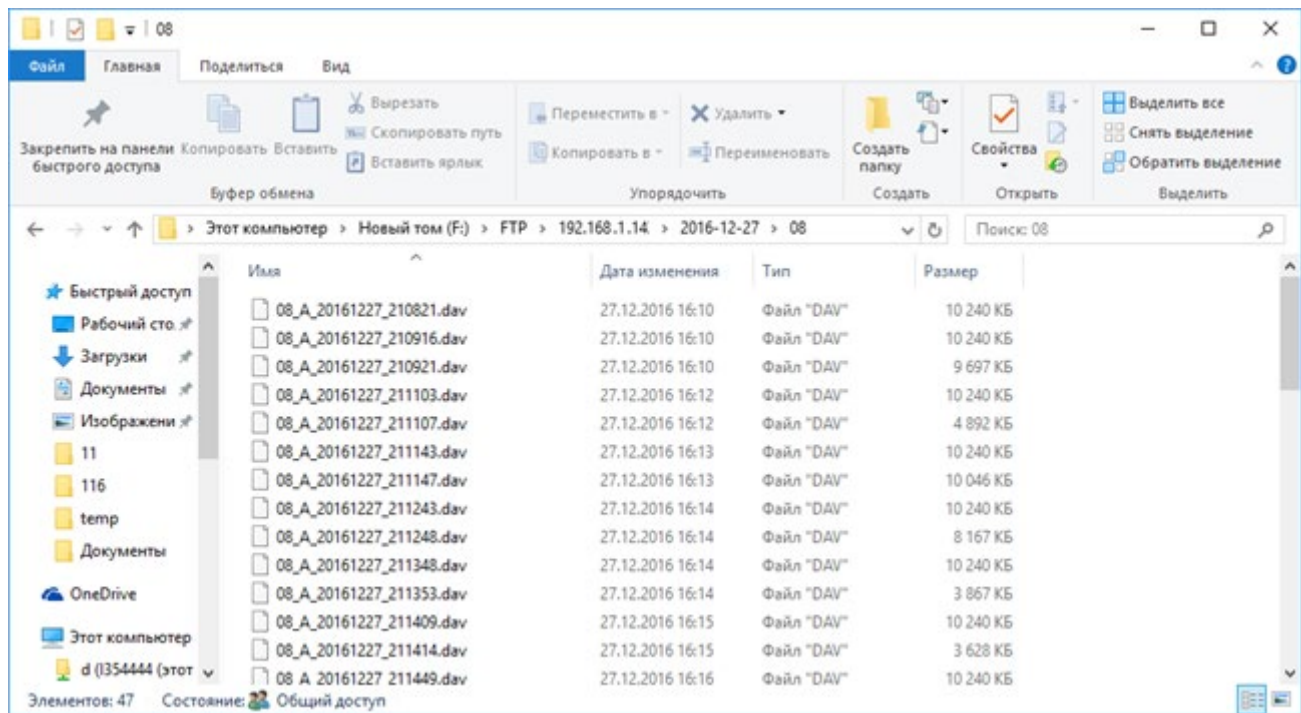 08
Файл Главная Поделиться Вид
Закрепить на панели быстрого доступа
Копировать
Вставить
Вырезать
Скопировать путь
Вставить ярлык
Буфер обмена
Переместить в
Копировать в
Удалить
Переименовать
Упорядочить
Создать папку
Создать
Свойства
Открыть
Выделить все
Снять выделение
Обратить выделение
Выделить
Этот компьютер > Новый том (F:) > FTP > 192.168.1.14 > 2016-12-27 > 08
Поиск: 08
Быстрый доступ
Рабочий сто
Загрузки
Документы
Изображени
11
116
temp
Документы
OneDrive
Этот компьютер
d (I354444 (этот
Имя Дата изменения Тип Размер
08_A_20161227_210821.dav 27.12.2016 16:10 Файл "DAV" 10 240 КБ
08_A_20161227_210916.dav 27.12.2016 16:10 Файл "DAV" 10 240 КБ
08_A_20161227_210921.dav 27.12.2016 16:10 Файл "DAV" 9 697 КБ
08_A_20161227_211103.dav 27.12.2016 16:12 Файл "DAV" 10 240 КБ
08_A_20161227_211107.dav 27.12.2016 16:12 Файл "DAV" 4 892 КБ
08_A_20161227_211143.dav 27.12.2016 16:13 Файл "DAV" 10 240 КБ
08_A_20161227_211147.dav 27.12.2016 16:13 Файл "DAV" 10 046 КБ
08_A_20161227_211243.dav 27.12.2016 16:14 Файл "DAV" 10 240 КБ
08_A_20161227_211248.dav 27.12.2016 16:14 Файл "DAV" 8 167 КБ
08_A_20161227_211348.dav 27.12.2016 16:14 Файл "DAV" 10 240 КБ
08_A_20161227_211353.dav 27.12.2016 16:14 Файл "DAV" 3 867 КБ
08_A_20161227_211409.dav 27.12.2016 16:15 Файл "DAV" 10 240 КБ
08_A_20161227_211414.dav 27.12.2016 16:15 Файл "DAV" 3 628 КБ
08_A_20161227_211449.dav 27.12.2016 16:16 Файл "DAV" 10 240 КБ
Элементов: 47 Состояние: Общий доступ